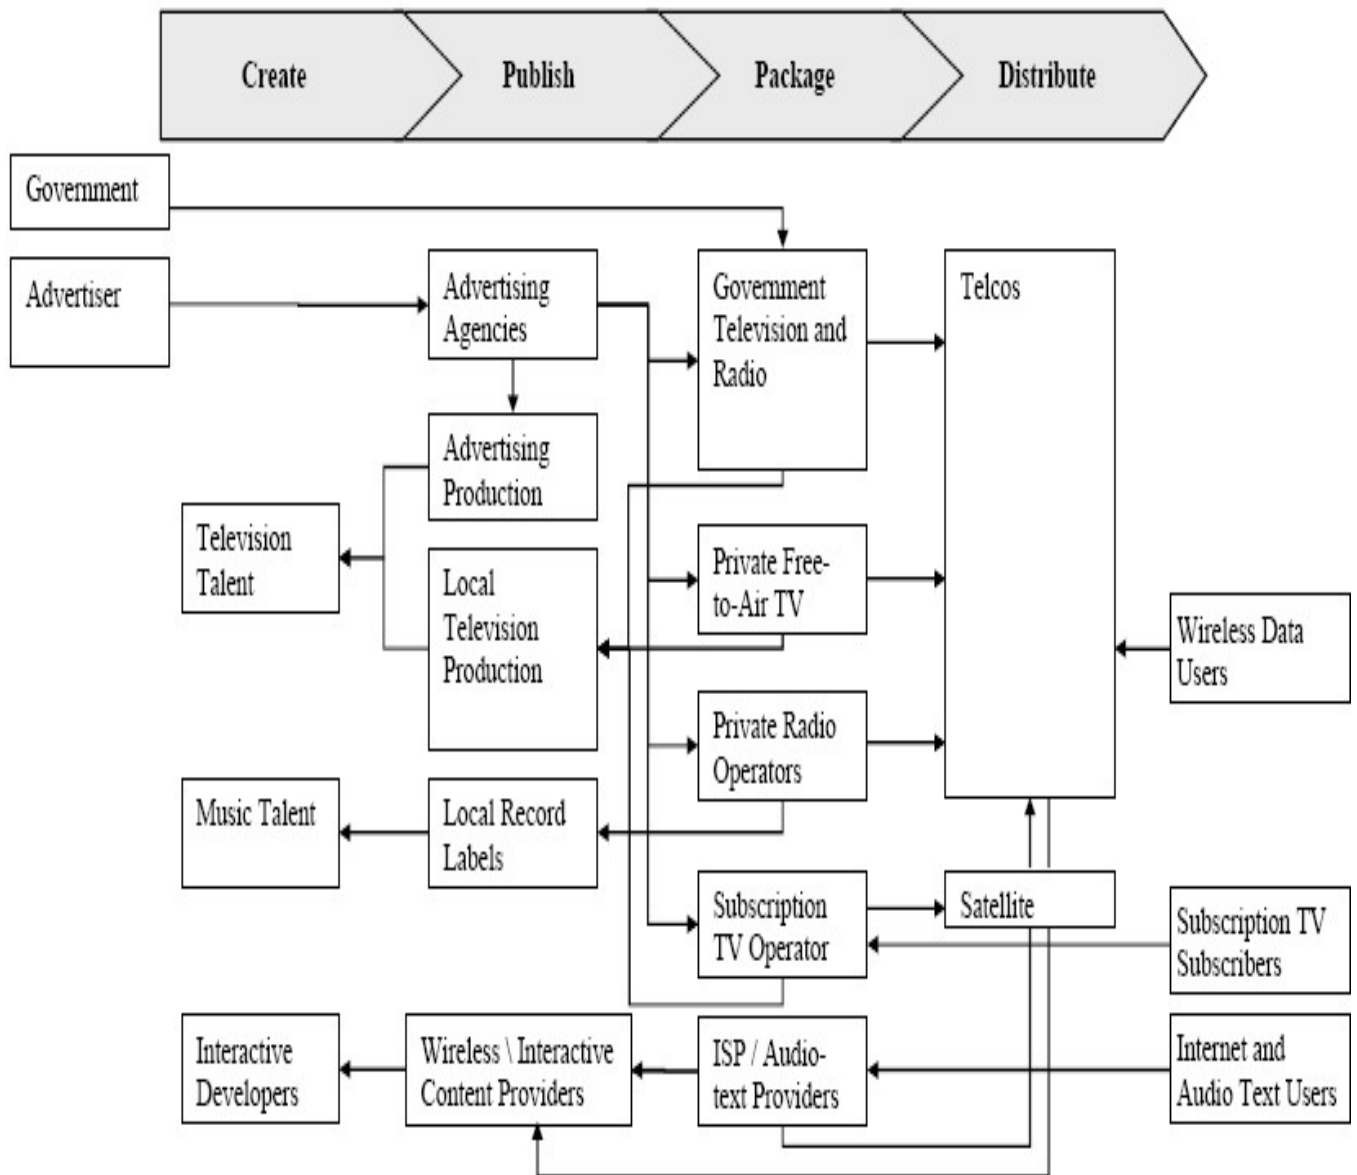 Create
Publish
Package
Distribute
Government
Advertiser
Advertising
Agencies
Government
Television and
Radio
Telcos
Advertising
Production
Television
Talent
Local
Television
Production
Private Free-
to-Air TV
Wireless Data
Users
Private Radio
Operators
Music Talent
Local Record
Labels
Subscription
TV Operator
Satellite
Subscription TV
Subscribers
Interactive
Developers
Wireless \ Interactive
Content Providers
ISP / Audio-
text Providers
Internet and
Audio Text Users